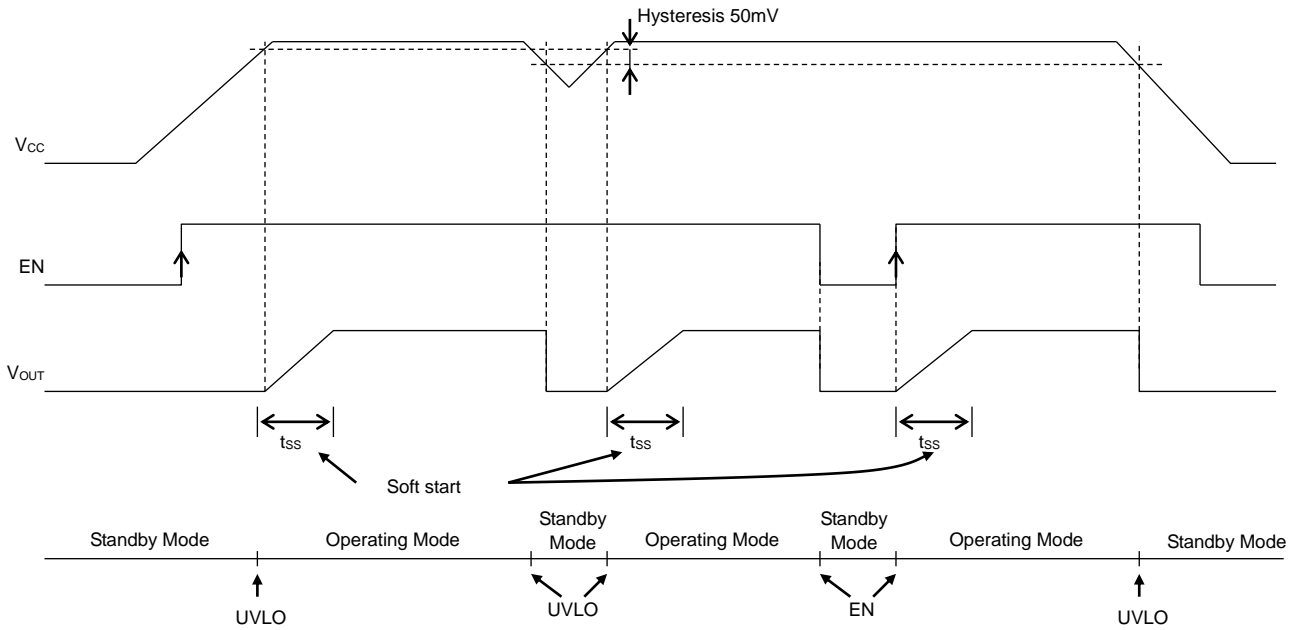 Hysteresis 50mV
VCC
EN
VOUT
tSS
tSS
tSS
Soft start
Standby Mode
Operating Mode
Standby
Mode
Operating Mode
Standby
Mode
Operating Mode
Standby Mode
UVLO
UVLO
EN
UVLO